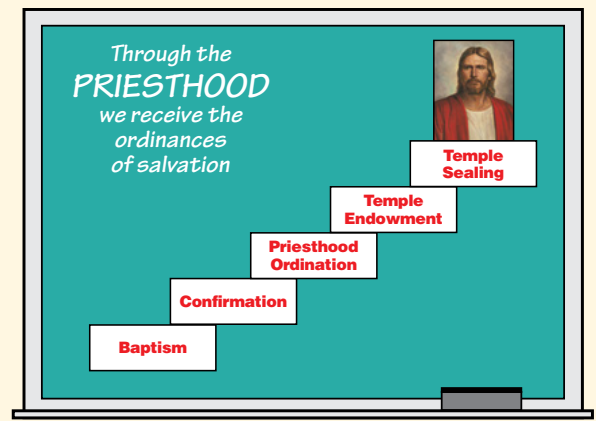 Through the
PRIESTHOOD
we receive the
ordinances
of salvation
Temple
Sealing
Temple
Endowment
Priesthood
Ordination
Confirmation
Baptism